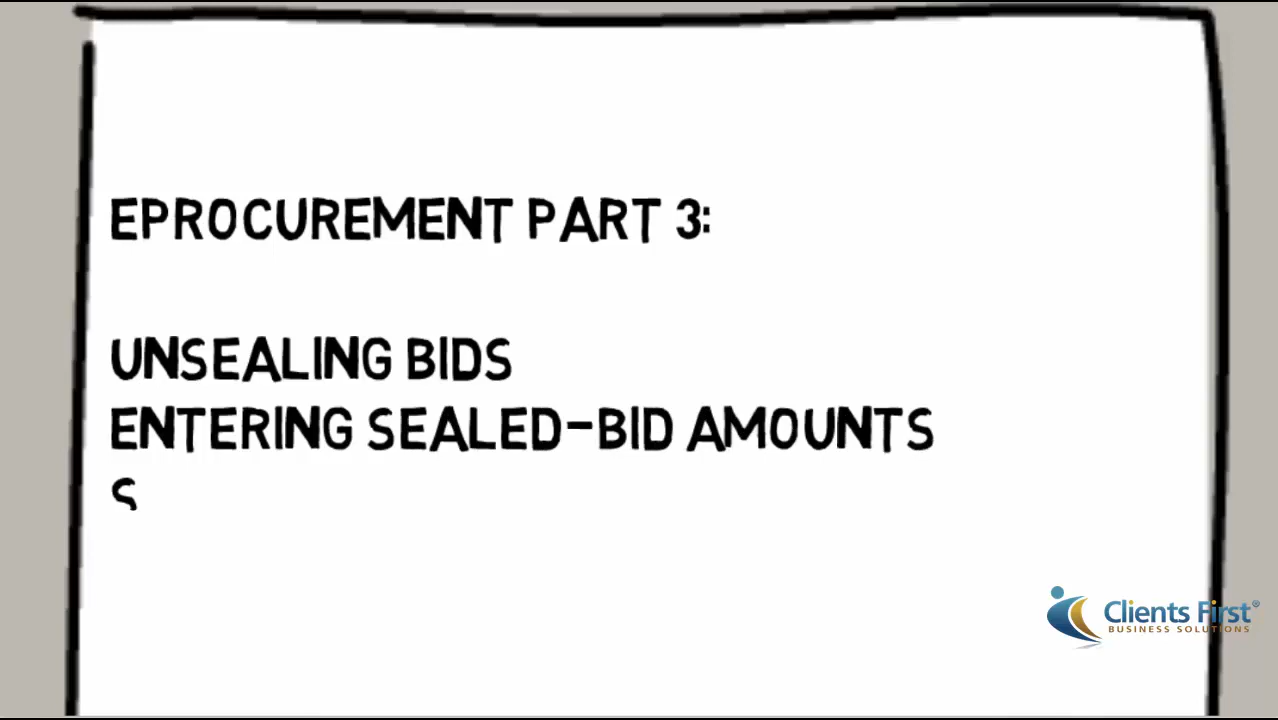 EPROCUREMENT PART 3:
UNSEALING BIDS
ENTERING SEALED-BID AMOUNTS
S
Clients First®
BUSINESS SOLUTIONS